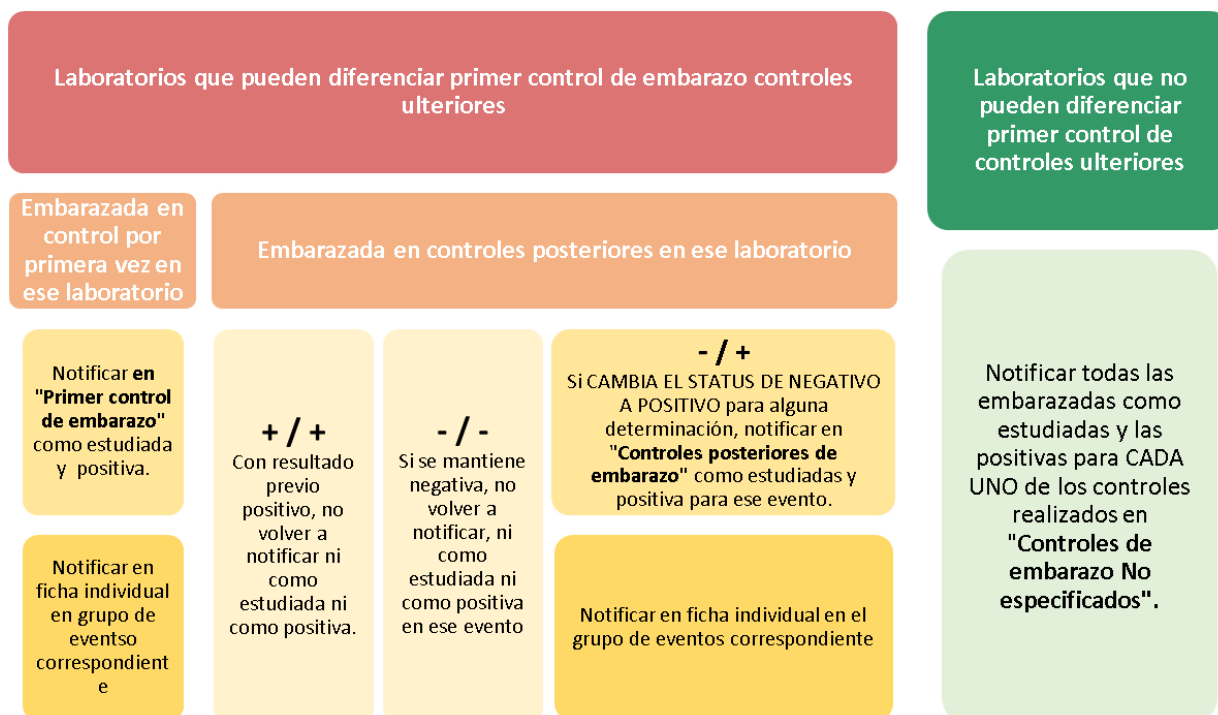 Laboratorios que pueden diferenciar primer control de embarazo controles
ulteriores
Laboratorios que no
pueden diferenciar
primer control de
controles ulteriores
Embarazada en
control por
primera vez en
ese laboratorio
Embarazada en controles posteriores en ese laboratorio
Notificar en
"Primer control
de embarazo"
como estudiada
y positiva.
Notificar en
ficha individual
en grupo de
eventso
correspondient
e
+ / +
Con resultado
previo
positivo, no
volver a
notificar ni
como
estudiada ni
como positiva.
- / -
Si se mantiene
negativa, no
volver a
notificar, ni
como
estudiada ni
como positiva
en ese evento
- / +
Si CAMBIA EL STATUS DE NEGATIVO
A POSITIVO para alguna
determinación, notificar en
"Controles posteriores de
embarazo" como estudiadas y
positiva para ese evento.
Notificar en ficha individual en el
grupo de eventos correspondiente
Notificar todas las
embarazadas como
estudiadas y las
positivas para CADA
UNO de los controles
realizados en
"Controles de
embarazo No
especificados".